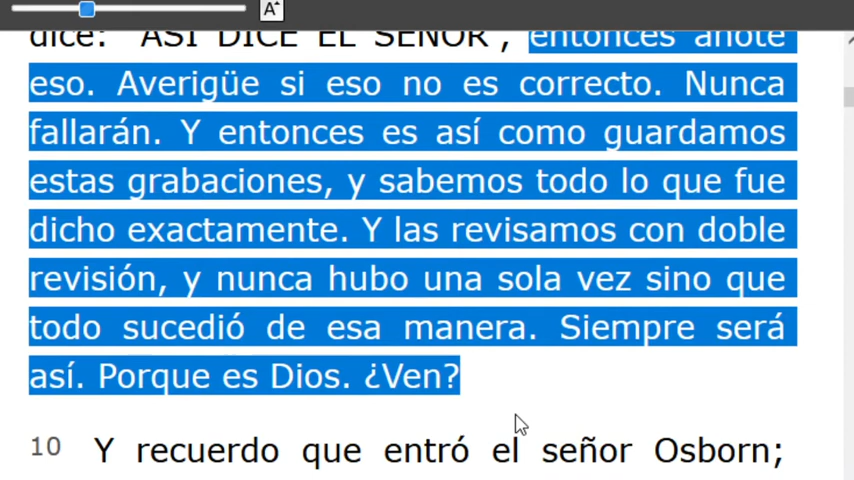 A
dice: "ASÍ DICE EL SEÑOR", entonces anote
eso. Averigüe si eso no es correcto. Nunca
fallarán. Y entonces es así como guardamos
estas grabaciones, y sabemos todo lo que fue
dicho exactamente. Y las revisamos con doble
revisión, y nunca hubo una sola vez sino que
todo sucedió de esa manera. Siempre será
así. Porque es Dios. ¿Ven?
10 Y recuerdo que entró el señor Osborn;